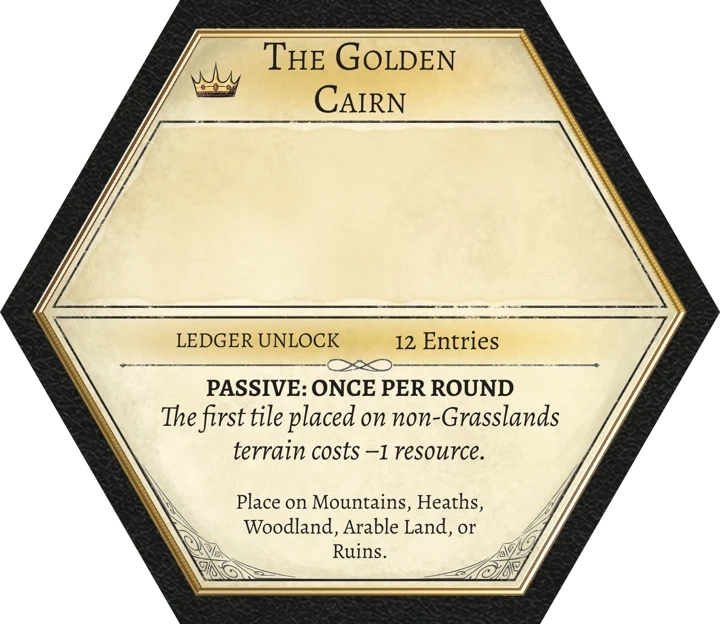 The Golden
Cairn
LEDGER UNLOCK 12 Entries
PASSIVE: ONCE PER ROUND
The first tile placed on non-Grasslands
terrain costs –1 resource.
Place on Mountains, Heaths,
Woodland, Arable Land, or
Ruins.